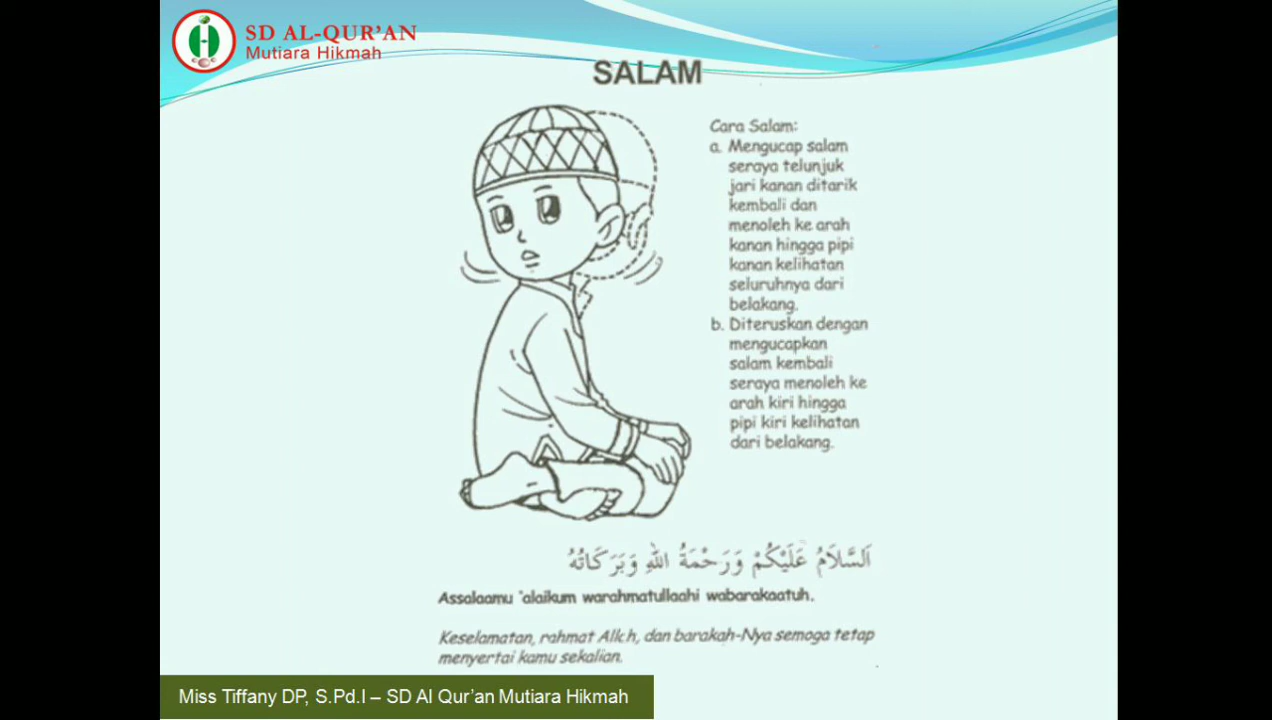 SD AL-QUR'AN
Mutiara Hikmah
SALAM
Cara Salam:
a. Mengucap salam
seraya telunjuk
jari kanan ditarik
kembali dan
menoleh ke arah
kanan hingga pipi
kanan kelihatan
seluruhnya dari
belakang.
b. Diteruskan dengan
mengucapkan
salam kembali
seraya menoleh ke
arah kiri hingga
pipi kiri kelihatan
dari belakang.
اَلسَّلَامُ عَلَيْكُمْ وَرَحْمَةُ اللهِ وَبَرَكَاتُهُ
Assalaamu 'alaikum warahmatullaahi wabarakaatuh.
Keselamatan, rahmat Allah, dan barakah-Nya semoga tetap
menyertai kamu sekalian.
Miss Tiffany DP, S.Pd.I – SD Al Qur'an Mutiara Hikmah